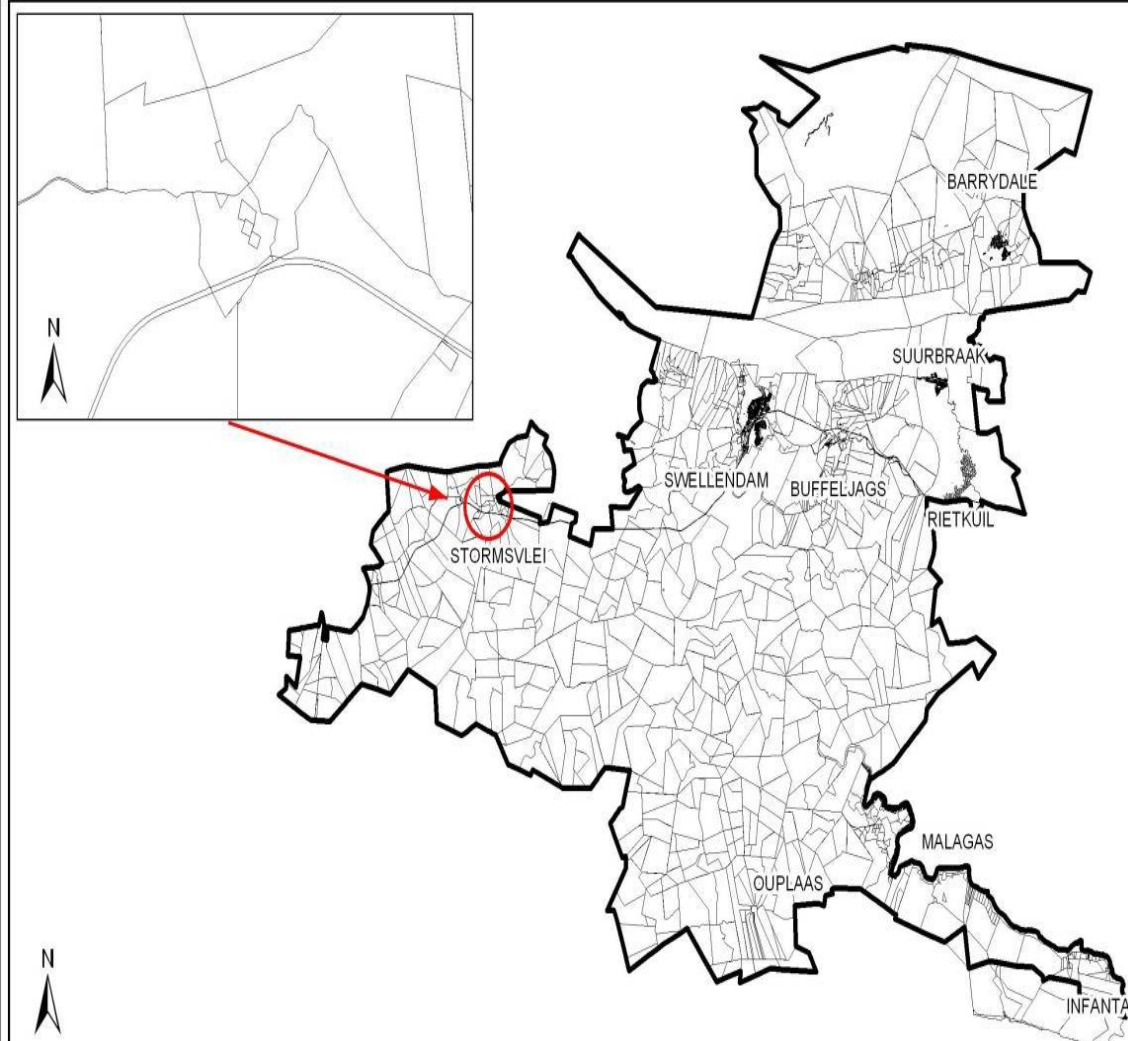 N
BARRYDALE
SUURBRAAK
SWELLENDAM
BUFFELJAGS
RIETKUIL
STORMSVLEI
MALAGAS
OUPLAAS
N
INFANTA